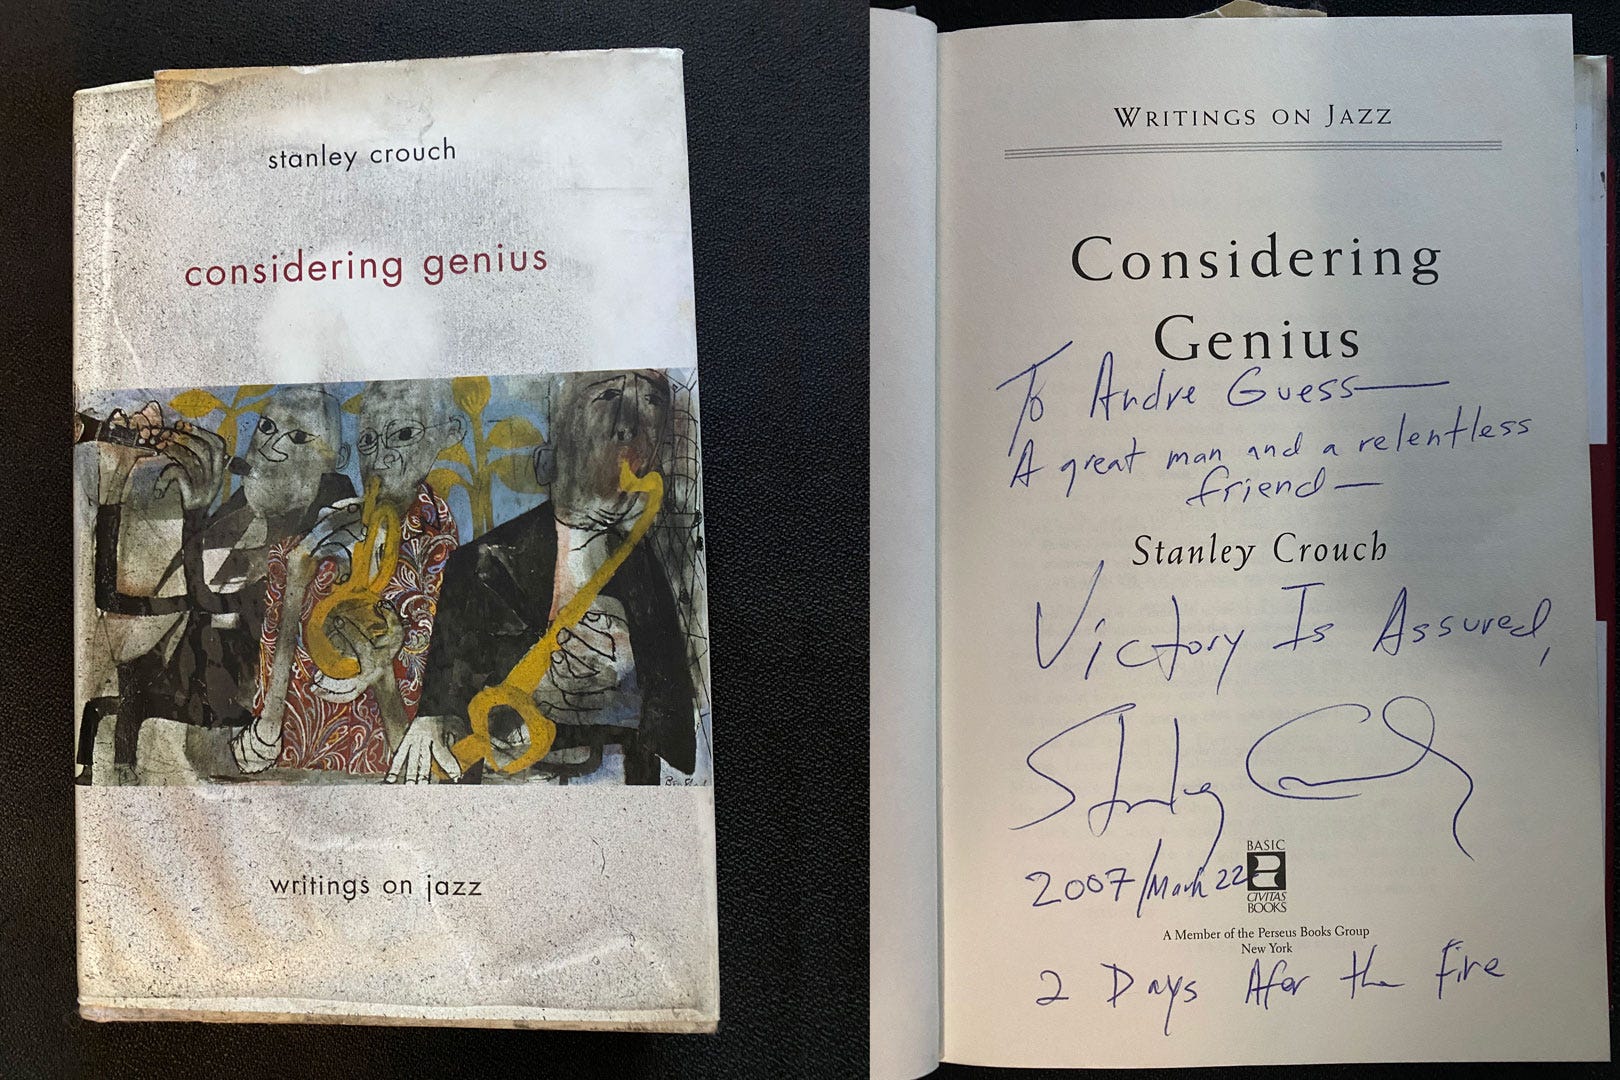 stanley crouch
considering genius
writings on jazz
WRITINGS ON JAZZ
Considering
Genius
To Andre Guess—
A great man and a relentless
friend—
Stanley Crouch
Victory Is Assured,
Stanley Crouch
2007/March 22
BASIC
CIVITAS
BOOKS
A Member of the Perseus Books Group
New York
2 Days After the Fire